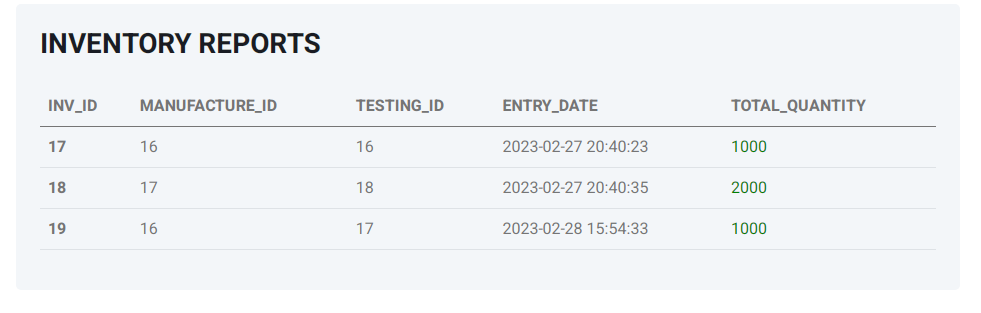 INVENTORY REPORTS
INV_ID MANUFACTURE_ID TESTING_ID ENTRY_DATE TOTAL_QUANTITY
17 16 16 2023-02-27 20:40:23 1000
18 17 18 2023-02-27 20:40:35 2000
19 16 17 2023-02-28 15:54:33 1000